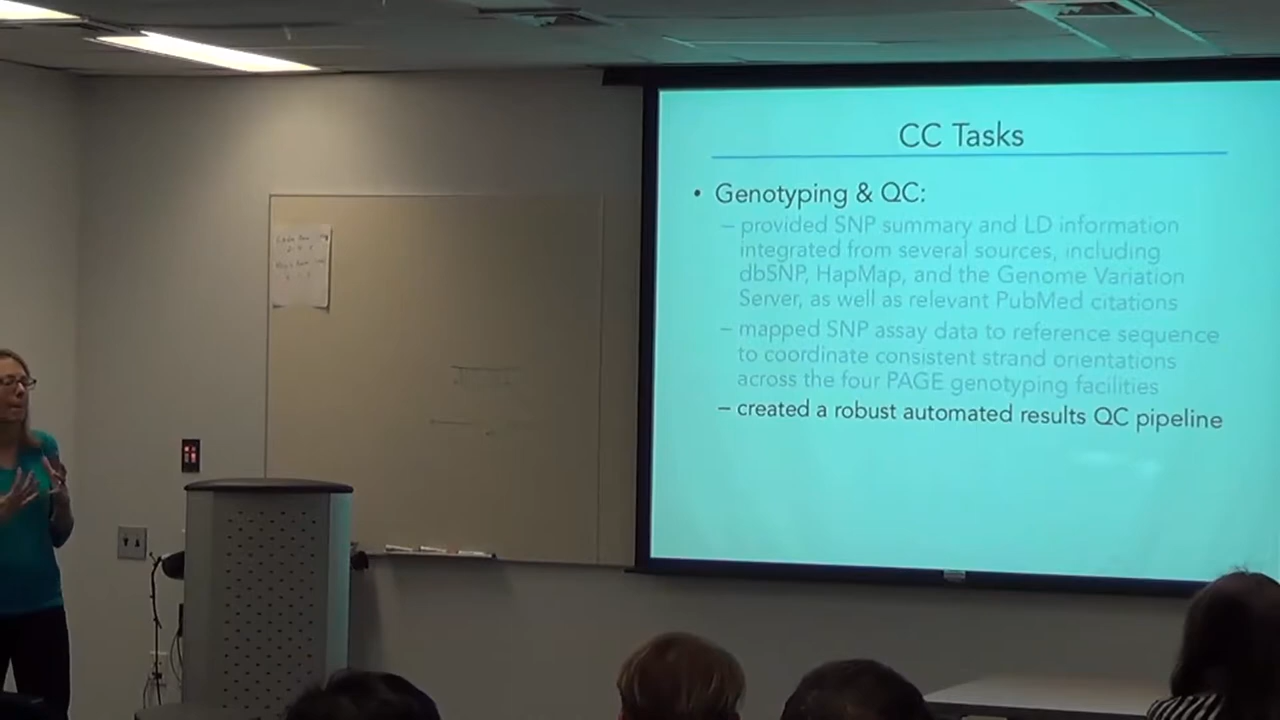 CC Tasks
• Genotyping & QC:
– provided SNP summary and LD information
integrated from several sources, including
dbSNP, HapMap, and the Genome Variation
Server, as well as relevant PubMed citations
– mapped SNP assay data to reference sequence
to coordinate consistent strand orientations
across the four PAGE genotyping facilities
– created a robust automated results QC pipeline